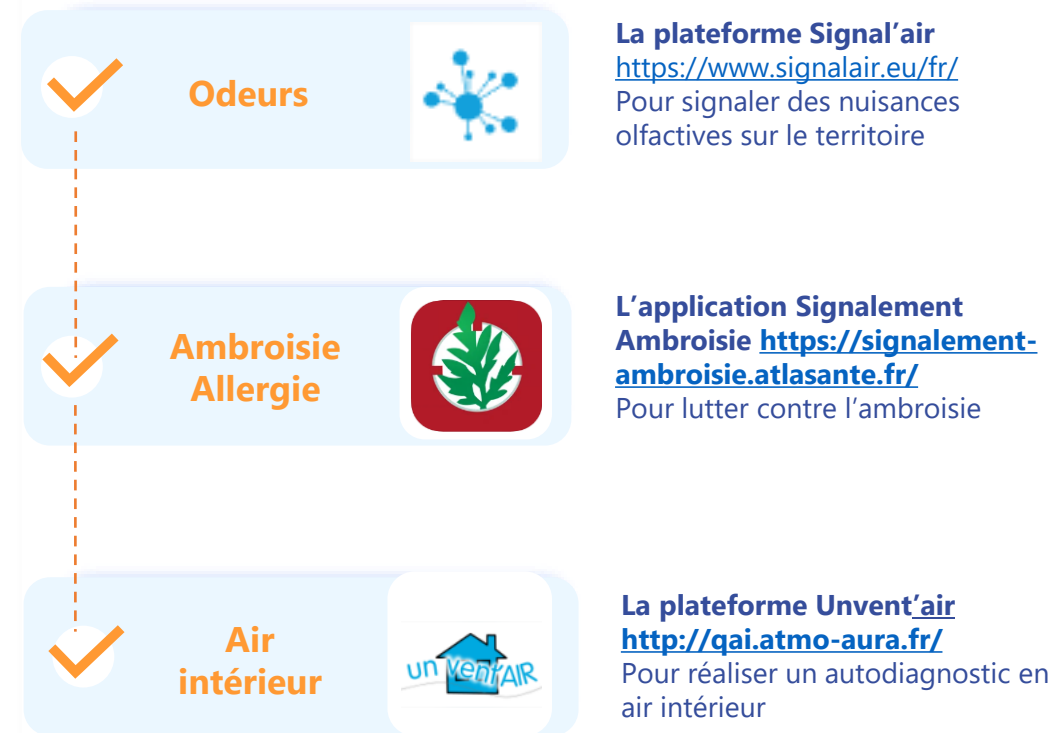 Odeurs
La plateforme Signal’air
https://www.signalair.eu/fr/
Pour signaler des nuisances
olfactives sur le territoire
Ambroisie
Allergie
L’application Signalement
Ambroisie https://signalement-
ambroisie.atlasante.fr/
Pour lutter contre l’ambroisie
Air
intérieur
un vent'AIR
La plateforme Unvent’air
http://qai.atmo-aura.fr/
Pour réaliser un autodiagnostic en
air intérieur